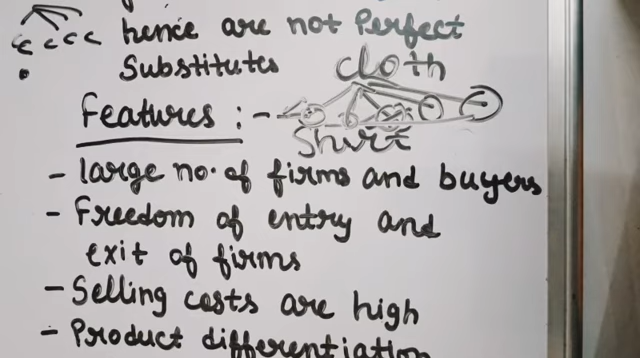 c c c c hence are not Perfect
Substitutes
cloth
Features :-
Shirt
- large no. of firms and buyers
- Freedom of entry and
exit of firms
- Selling costs are high
- Product differentiation